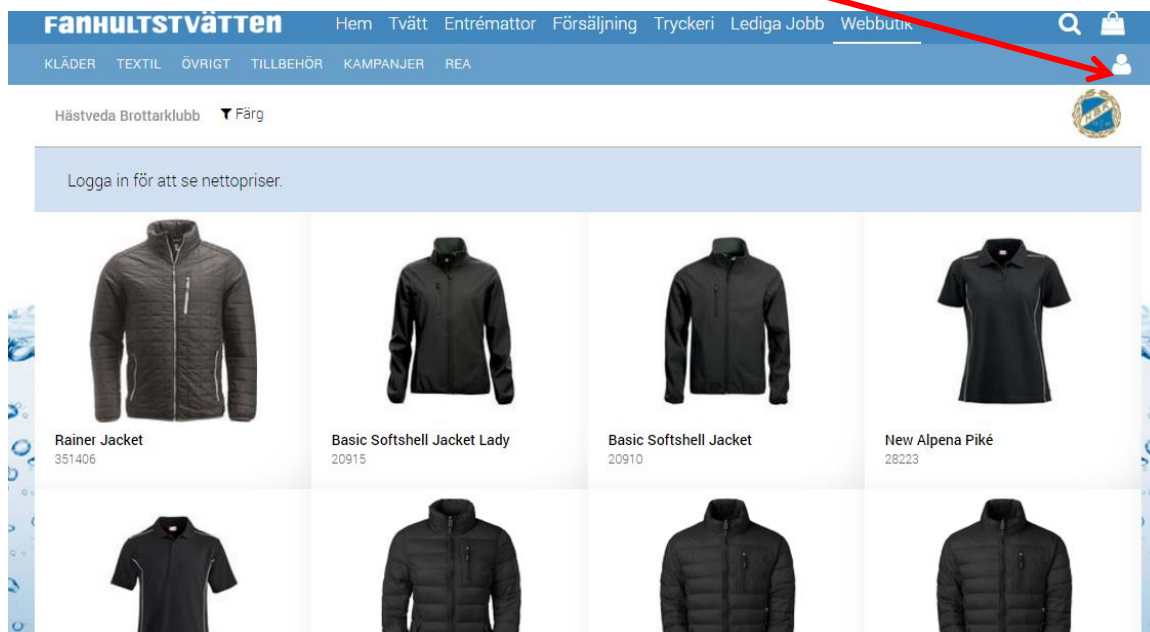 FanHULTSTväTTen Hem Tvätt Entrémattor Försäljning Tryckeri Lediga Jobb Webbutik
KLÄDER TEXTIL ÖVRIGT TILLBEHÖR KAMPANJER REA
Hästveda Brottarklubb Färg
HBK
Logga in för att se nettopriser.
Rainer Jacket
351406
Basic Softshell Jacket Lady
20915
Basic Softshell Jacket
20910
New Alpena Piké
28223